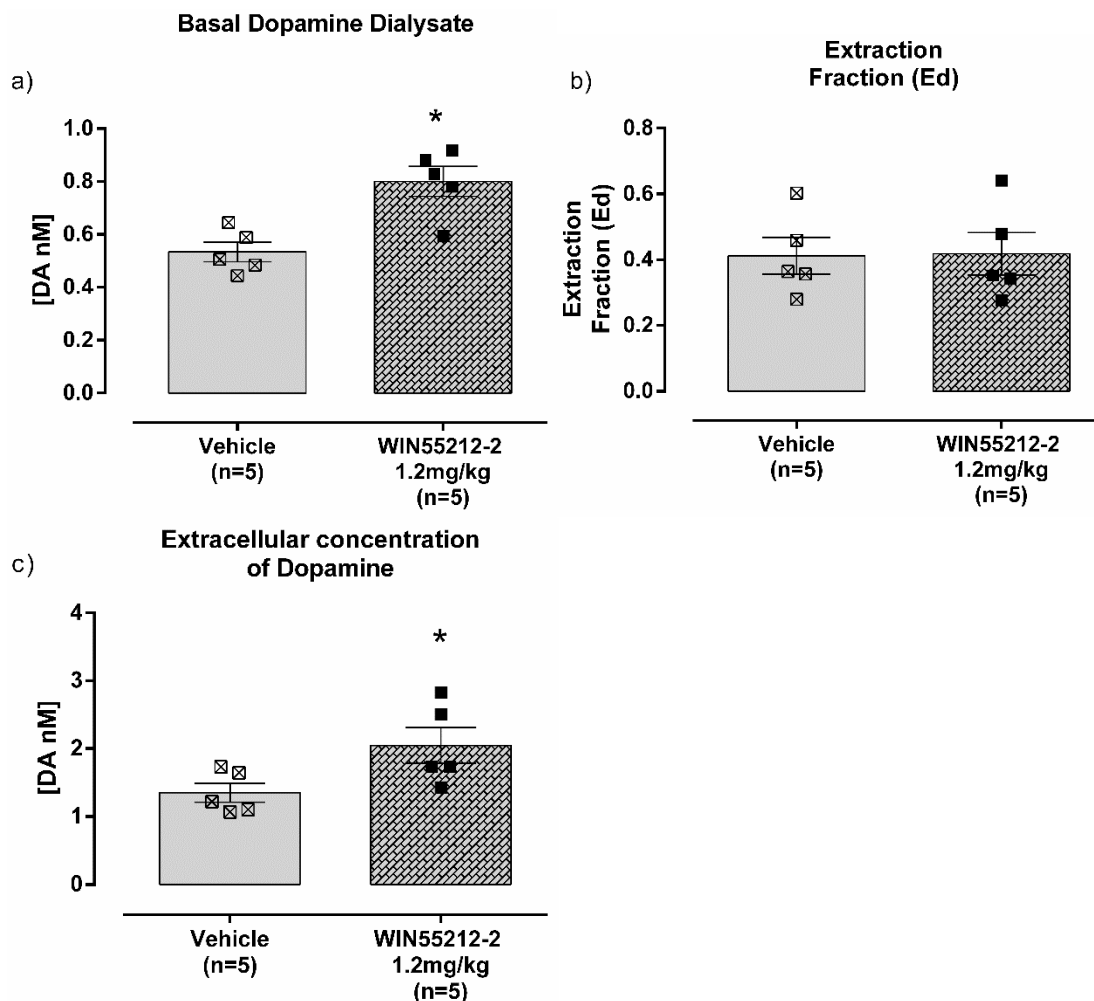 Basal Dopamine Dialysate
a)
*
[DA nM]
1.0
0.8
0.6
0.4
0.2
0.0
Vehicle
(n=5)
WIN55212-2
1.2mg/kg
(n=5)
Extraction
Fraction (Ed)
b)
Extraction
Fraction (Ed)
0.8
0.6
0.4
0.2
0.0
Vehicle
(n=5)
WIN55212-2
1.2mg/kg
(n=5)
Extracellular concentration
of Dopamine
c)
*
[DA nM]
4
3
2
1
0
Vehicle
(n=5)
WIN55212-2
1.2mg/kg
(n=5)